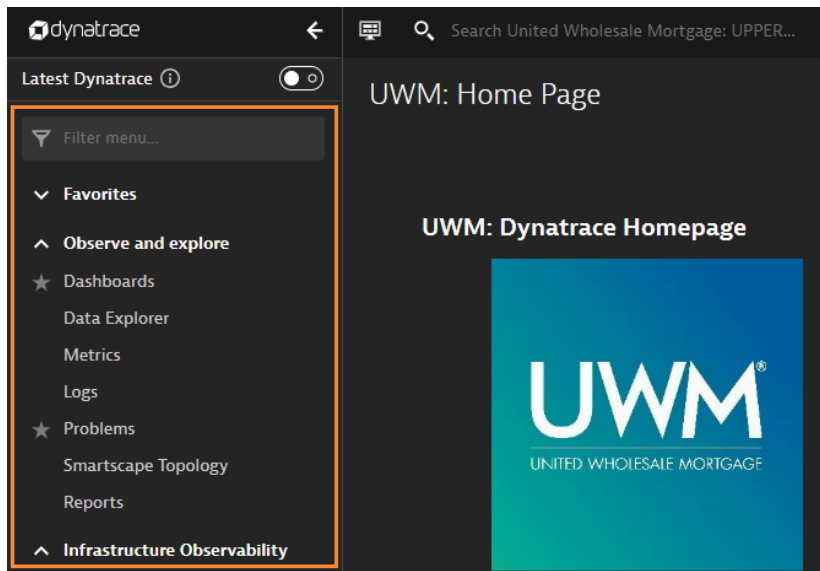 dynatrace
Latest Dynatrace
Filter menu...
Favorites
Observe and explore
Dashboards
Data Explorer
Metrics
Logs
Problems
Smartscape Topology
Reports
Infrastructure Observability
Search United Wholesale Mortgage: UPPER...
UWM: Home Page
UWM: Dynatrace Homepage
UWM®
UNITED WHOLESALE MORTGAGE